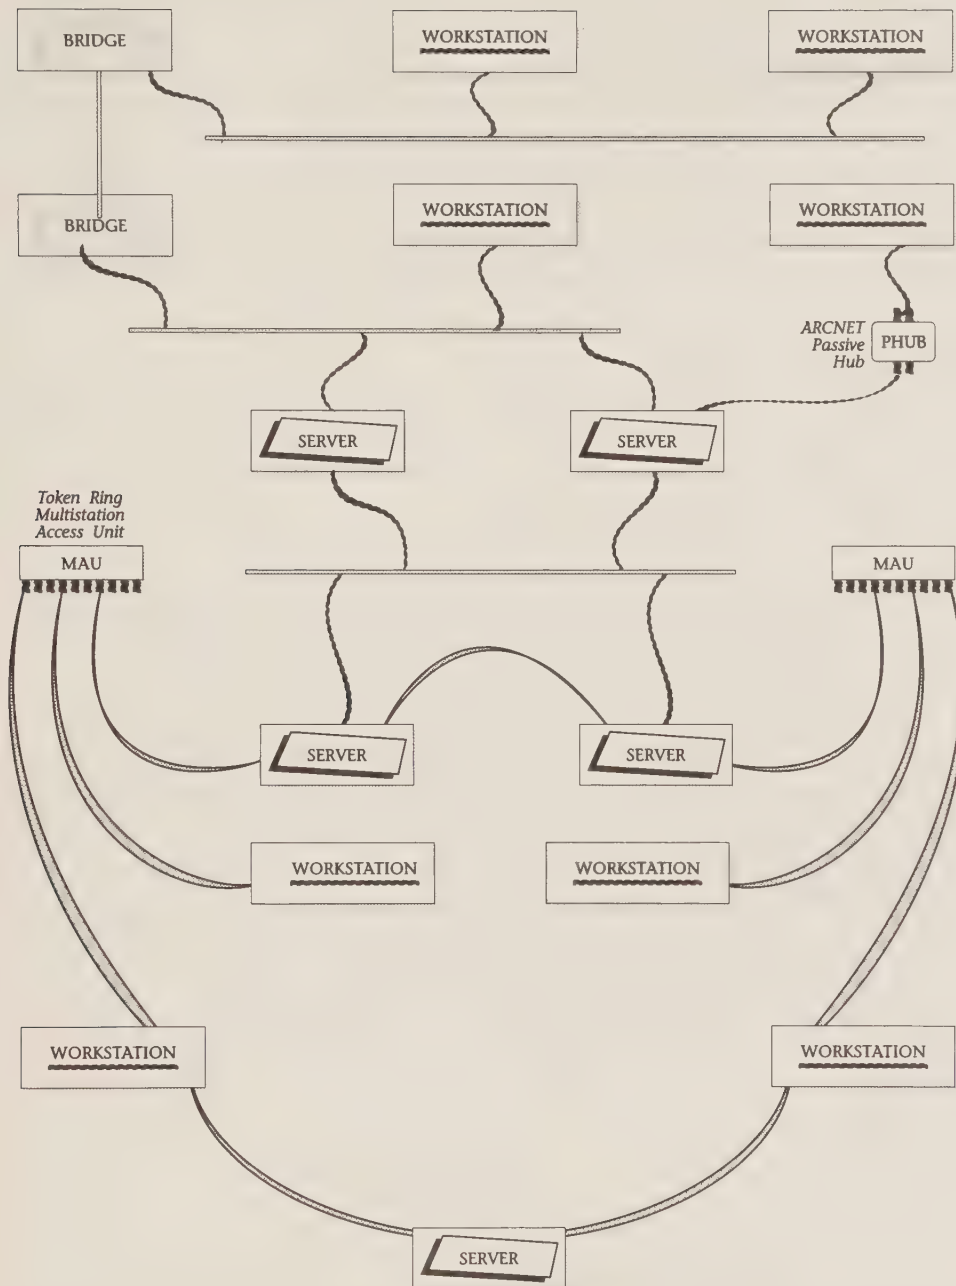 BRIDGE
WORKSTATION
WORKSTATION
BRIDGE
WORKSTATION
WORKSTATION
ARCNET
Passive
Hub
PHUB
SERVER
SERVER
Token Ring
Multistation
Access Unit
MAU
MAU
SERVER
SERVER
WORKSTATION
WORKSTATION
WORKSTATION
WORKSTATION
SERVER